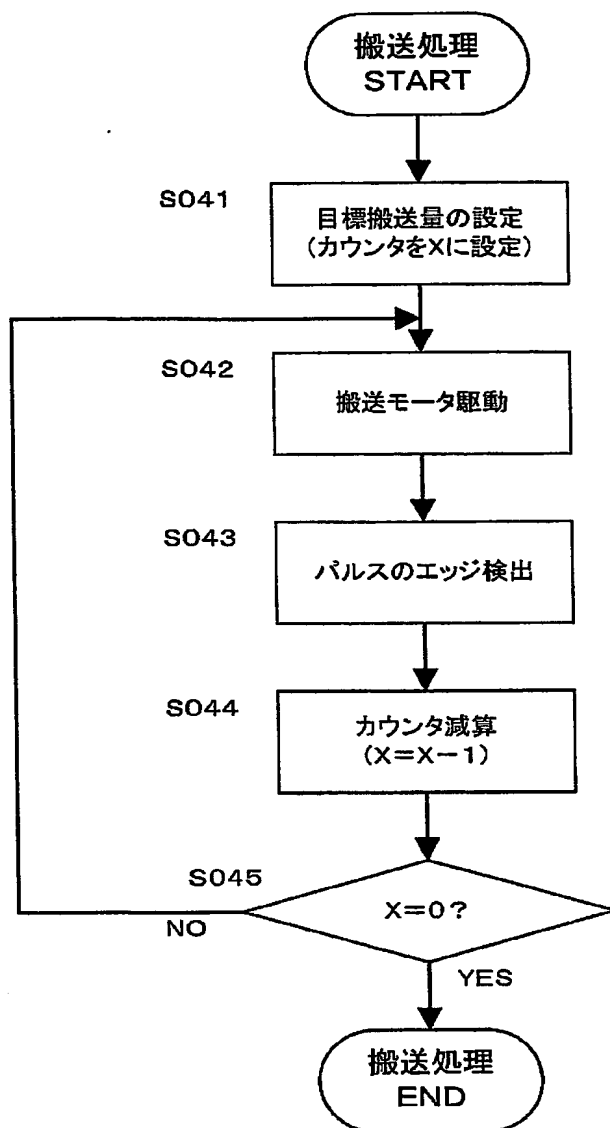 搬送処理
START
S041
目標搬送量の設定
(カウンタをXに設定)
S042
搬送モータ駆動
S043
パルスのエッジ検出
S044
カウンタ減算
(X=X-1)
S045
X=0?
NO
YES
搬送処理
END